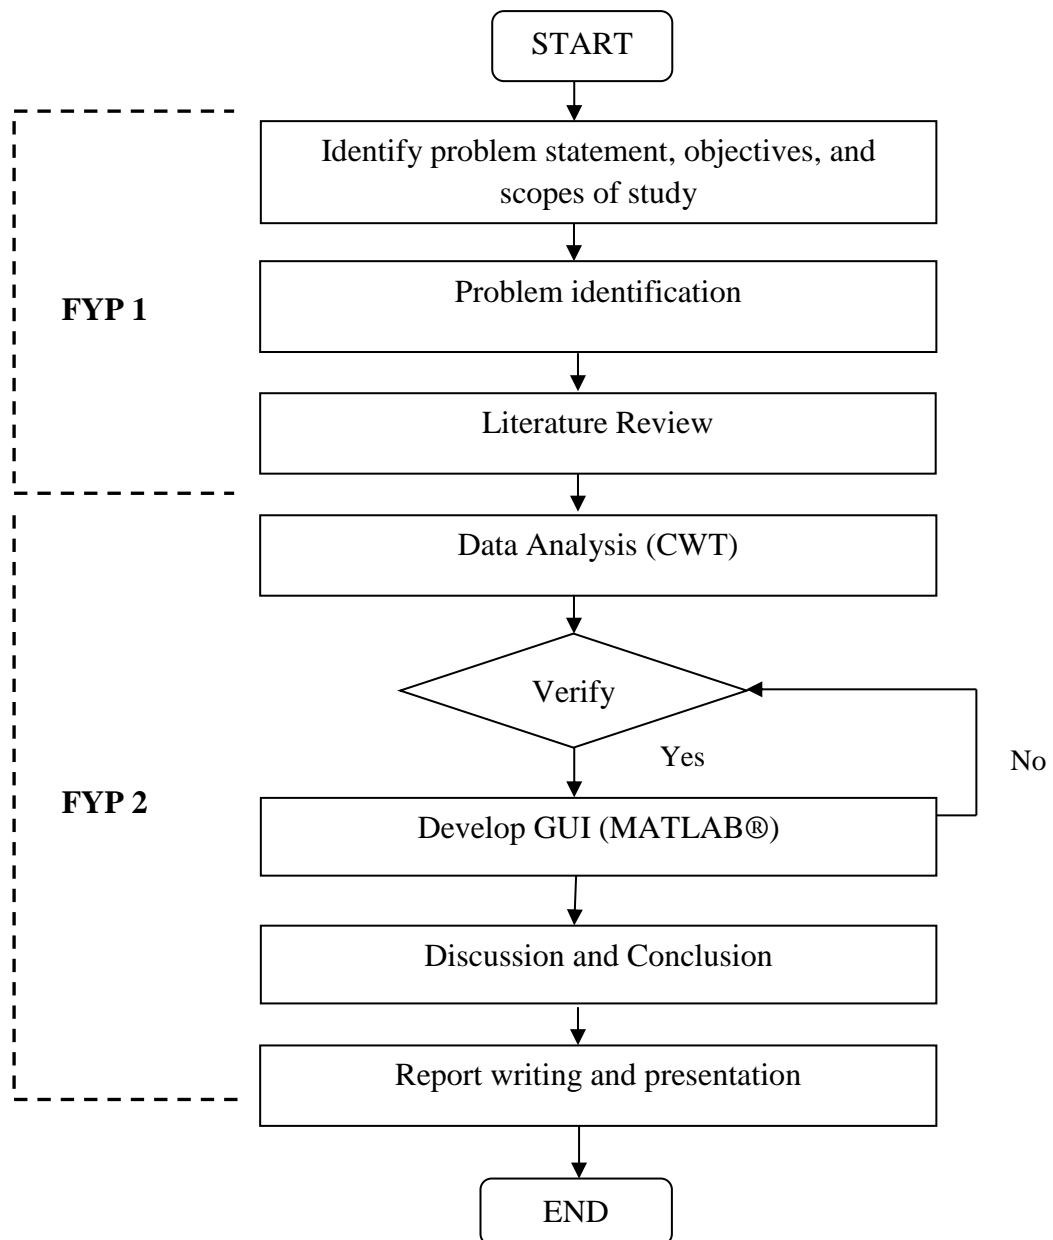 START
Identify problem statement, objectives, and
scopes of study
Problem identification
FYP 1
Literature Review
Data Analysis (CWT)
Verify
Yes
No
FYP 2
Develop GUI (MATLAB®)
Discussion and Conclusion
Report writing and presentation
END